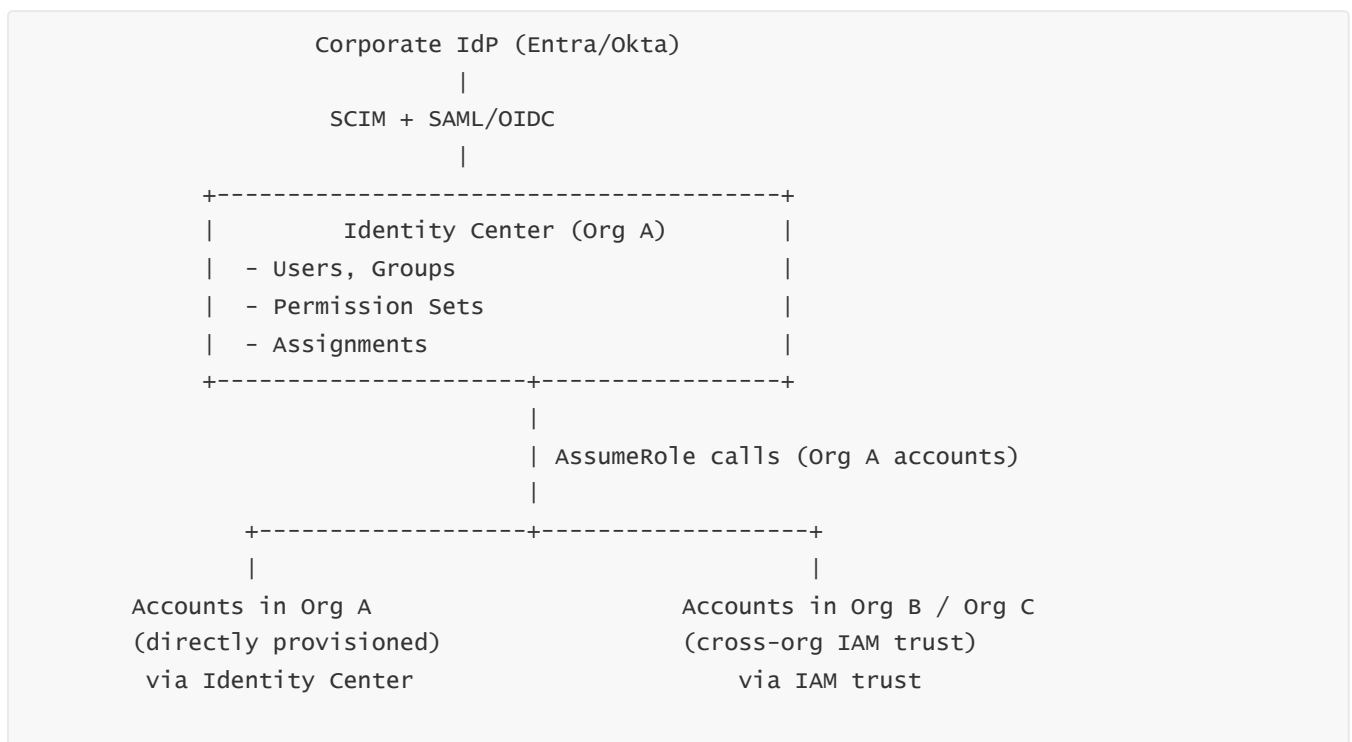 Corporate IdP (Entra/Okta)
|
SCIM + SAML/OIDC
|
+---------------------------------------+
| Identity Center (Org A) |
| - Users, Groups |
| - Permission Sets |
| - Assignments |
+----------------------+----------------+
|
| AssumeRole calls (Org A accounts)
|
+-------------------+------------------+
| |
Accounts in Org A Accounts in Org B / Org C
(directly provisioned) (cross-org IAM trust)
via Identity Center via IAM trust